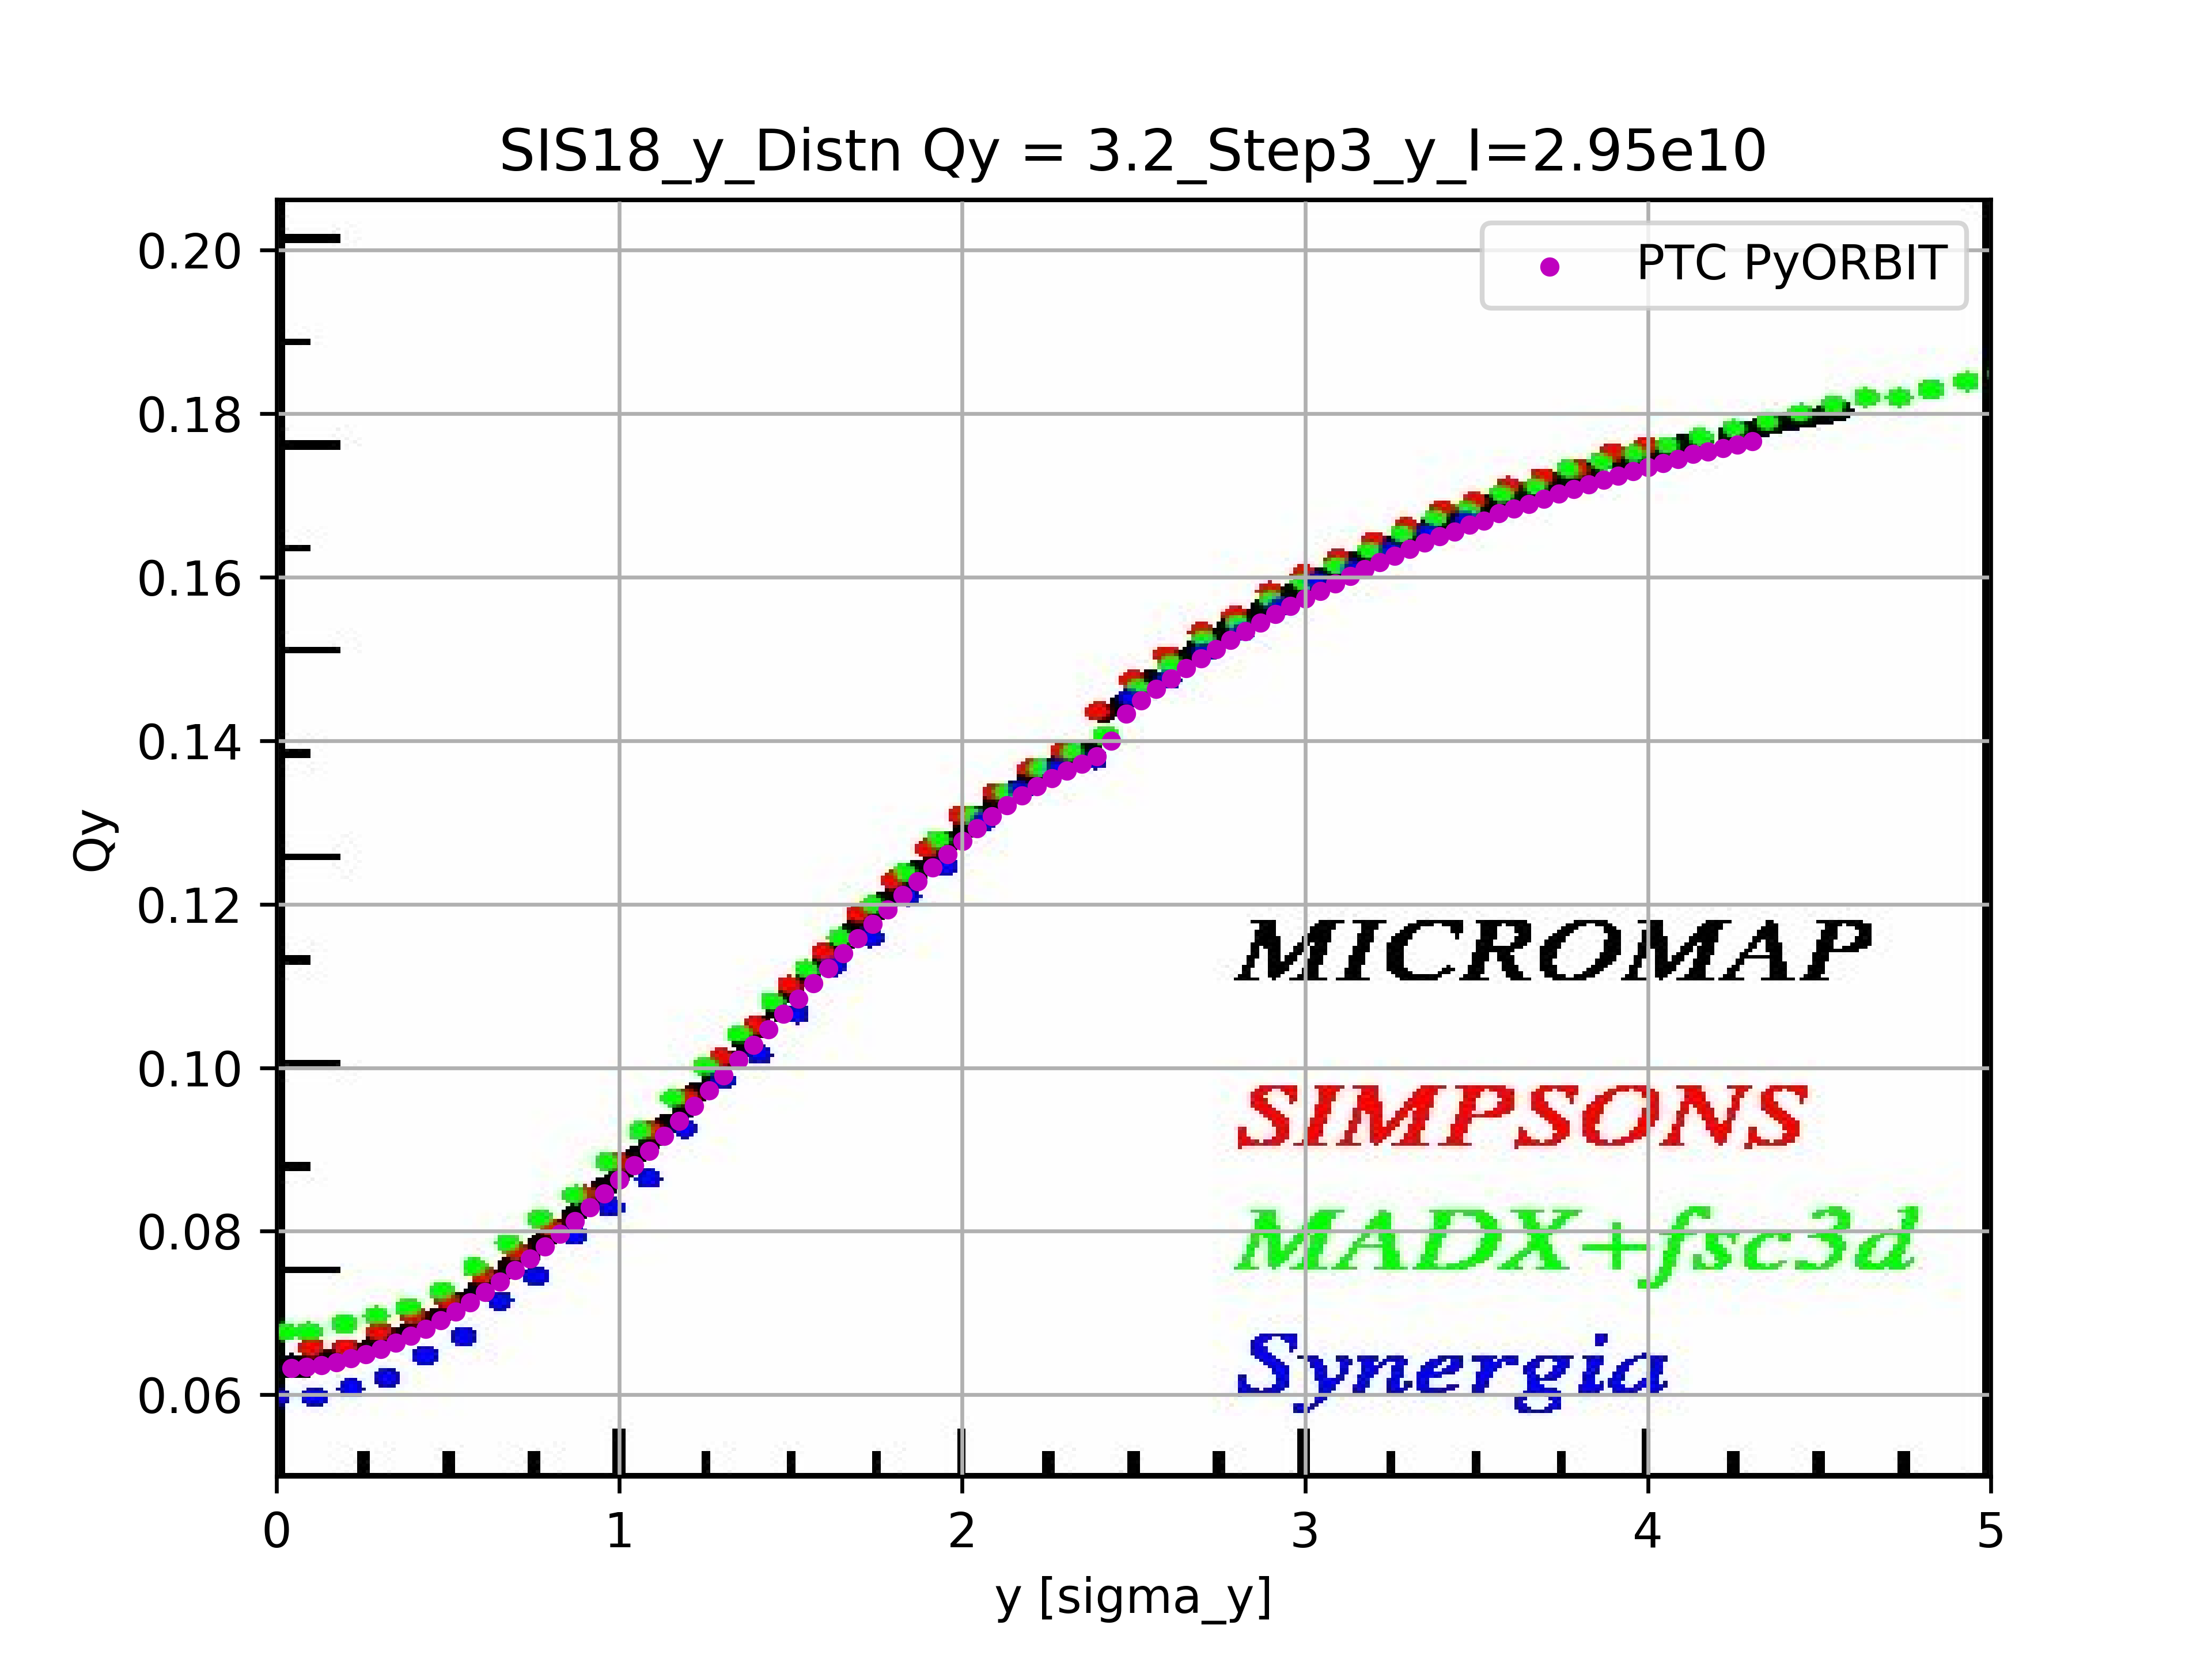 SIS18_y_Distn Qy = 3.2_Step3_y_I=2.95e10
PTC PyORBIT
0.20
0.18
0.16
0.14
0.12
0.10
0.08
0.06
Qy
MICROMAP
SIMPSONS
MADX+fsc3d
Synergia
0 1 2 3 4 5
y [sigma_y]